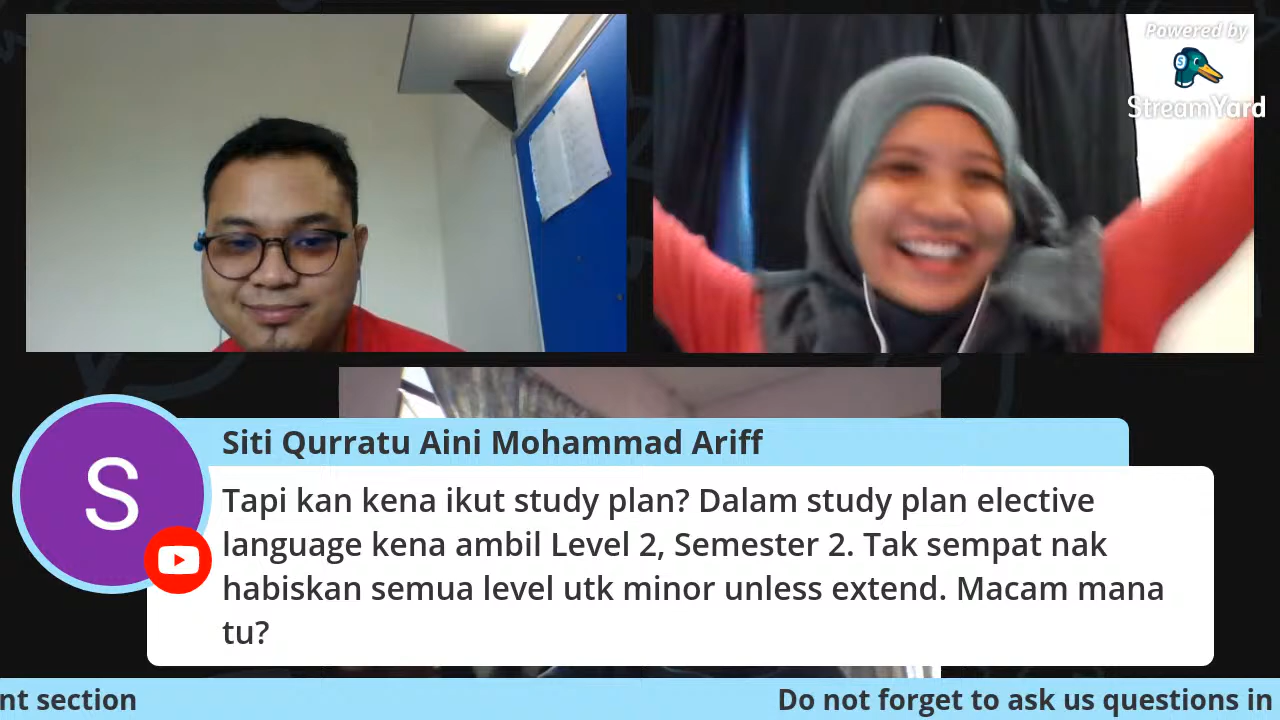 Powered by
StreamYard
Siti Qurratu Aini Mohammad Ariff
S
Tapi kan kena ikut study plan? Dalam study plan elective
language kena ambil Level 2, Semester 2. Tak sempat nak
habiskan semua level utk minor unless extend. Macam mana
tu?
nt section
Do not forget to ask us questions in